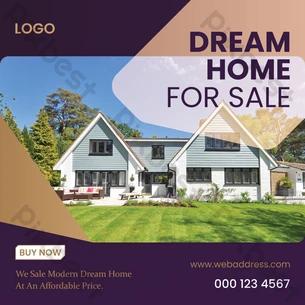 LOGO
DREAM
HOME
FOR SALE
BUY NOW
We Sale Modern Dream Home
At An Affordable Price.
www.webaddress.com
000 123 4567